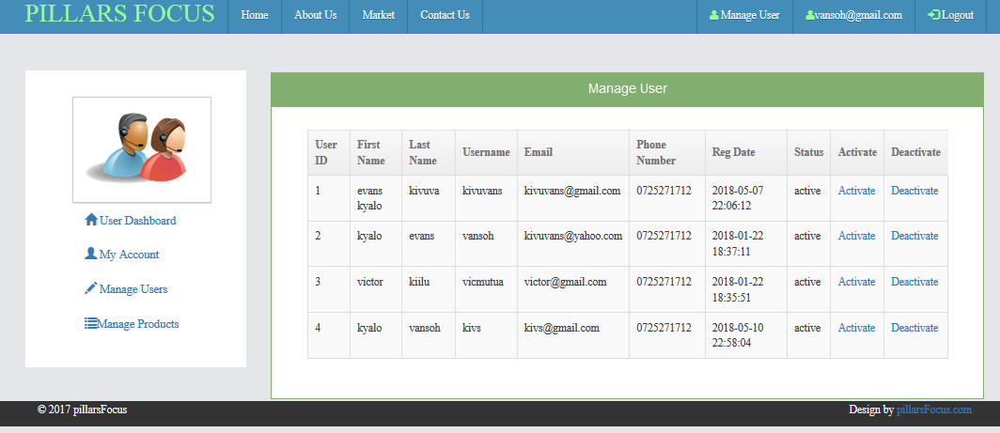 PILLARS FOCUS Home About Us Market Contact Us Manage User vansoh@gmail.com Logout
Manage User
User Dashboard
My Account
Manage Users
Manage Products
User ID First Name Last Name Username Email Phone Number Reg Date Status Activate Deactivate
1 evans kyalo kivuva kivuvans kivuvans@gmail.com 0725271712 2018-05-07 22:06:12 active Activate Deactivate
2 kyalo evans vansoh kivuvans@yahoo.com 0725271712 2018-01-22 18:37:11 active Activate Deactivate
3 victor kiilu vicmutua victor@gmail.com 0725271712 2018-01-22 18:35:51 active Activate Deactivate
4 kyalo vansoh kivs kivs@gmail.com 0725271712 2018-05-10 22:58:04 active Activate Deactivate
© 2017 pillarsFocus Design by pillarsFocus.com